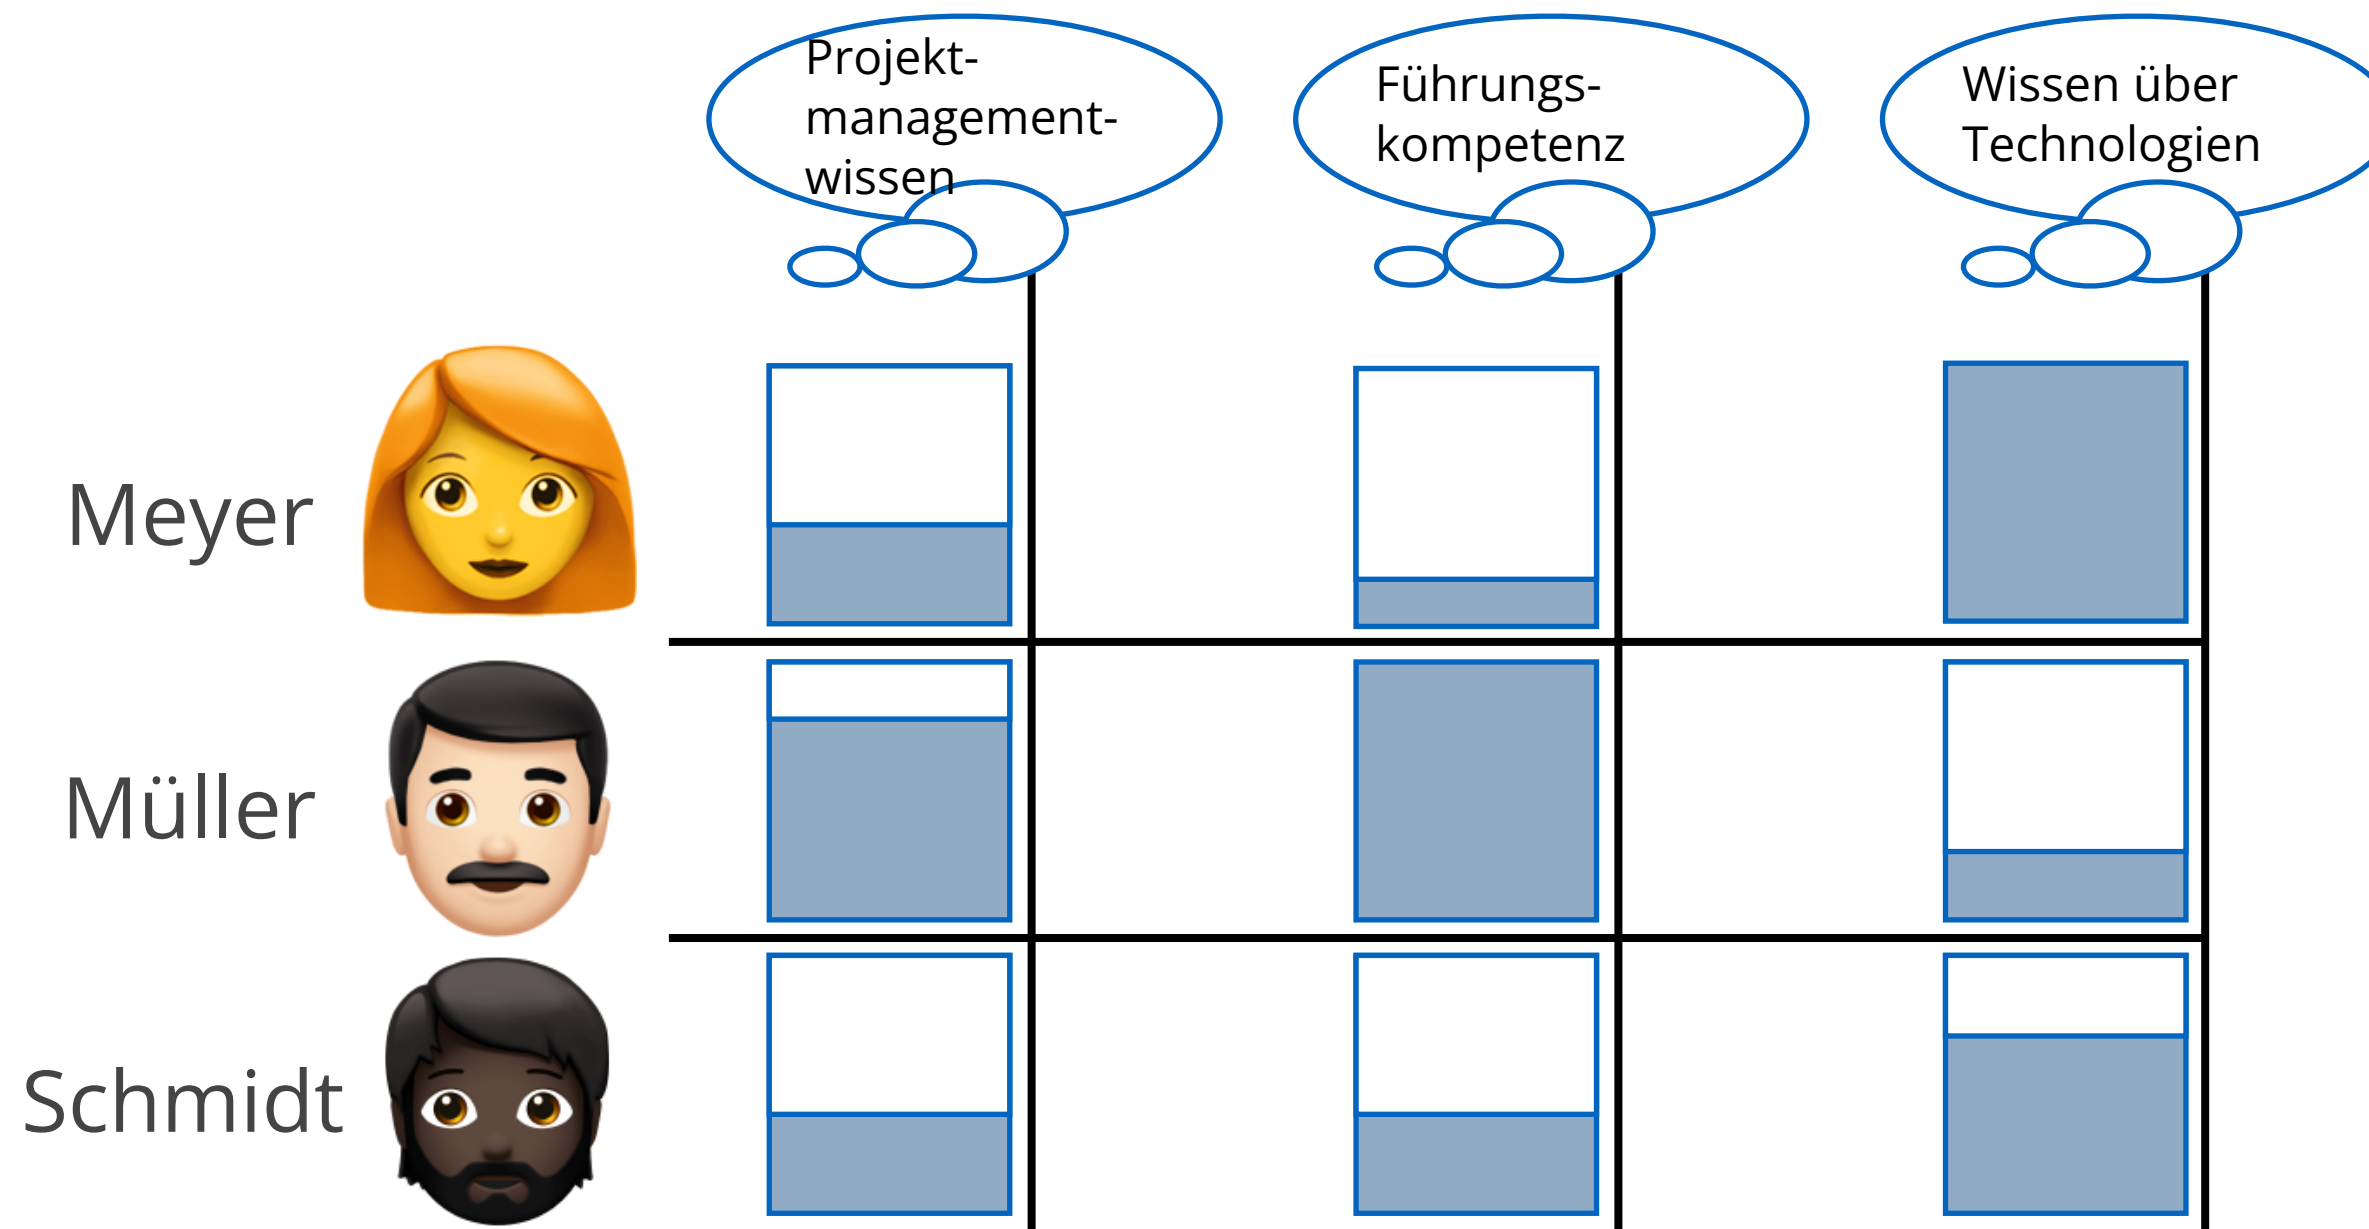 Projekt-
management-
wissen
Führungs-
kompetenz
Wissen über
Technologien
Meyer
Müller
Schmidt